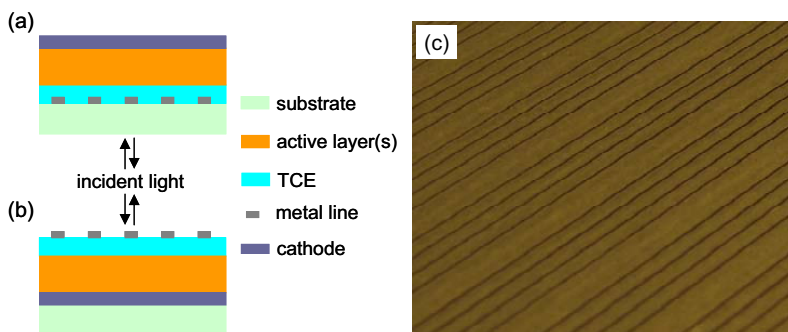 (a)
substrate
active layer(s)
incident light
TCE
(b)
metal line
cathode
(c)